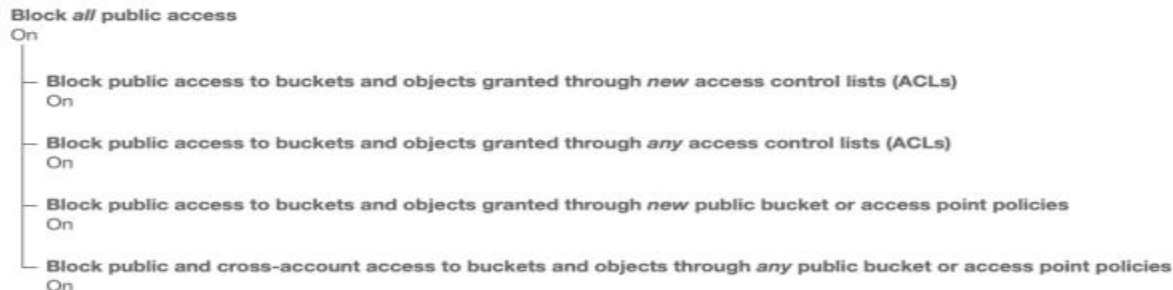 Block all public access
On
Block public access to buckets and objects granted through new access control lists (ACLs)
On
Block public access to buckets and objects granted through any access control lists (ACLs)
On
Block public access to buckets and objects granted through new public bucket or access point policies
On
Block public and cross-account access to buckets and objects through any public bucket or access point policies
On